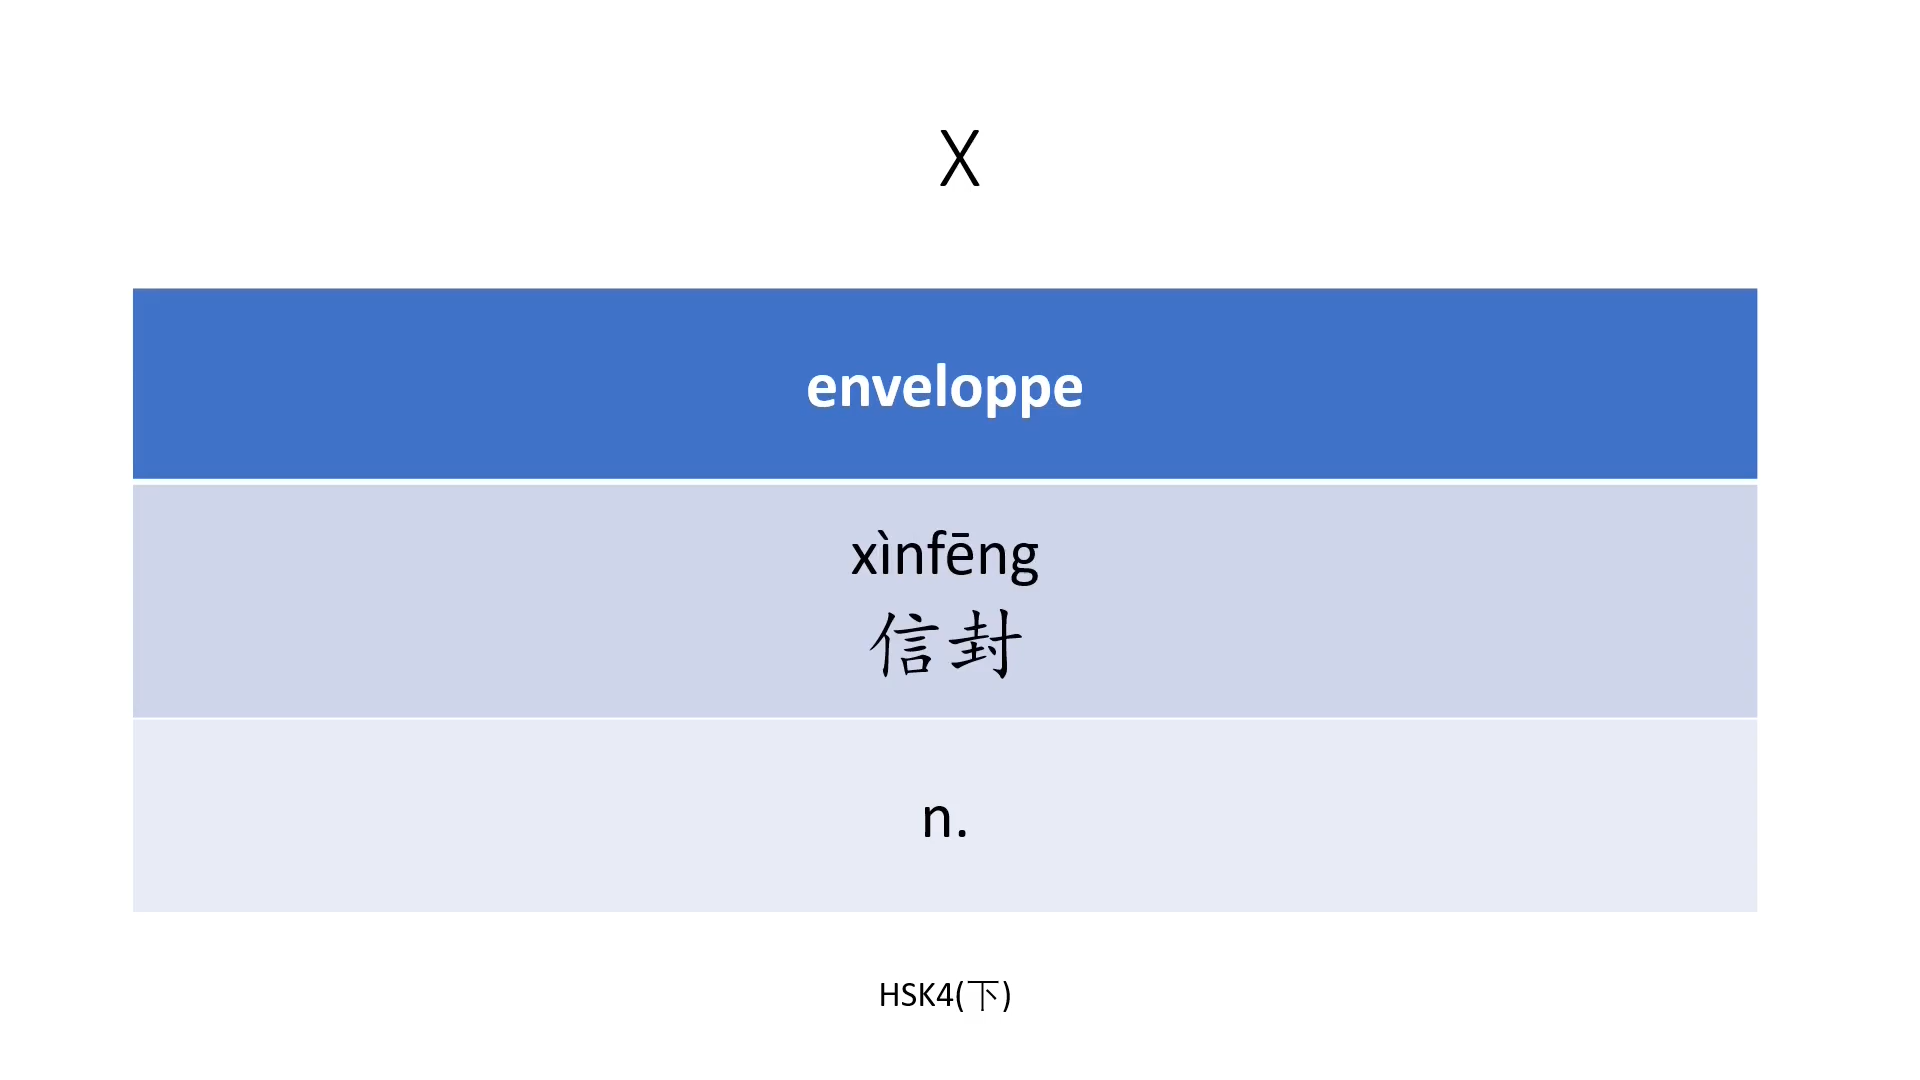 X
enveloppe
xìnfēng
信封
n.
HSK4(下)